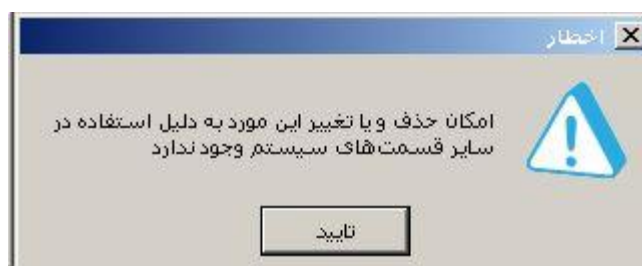 اخطار
امکان حذف و یا تغییر این مورد به دلیل استفاده در
سایر قسمت‌های سیستم وجود ندارد
تایید